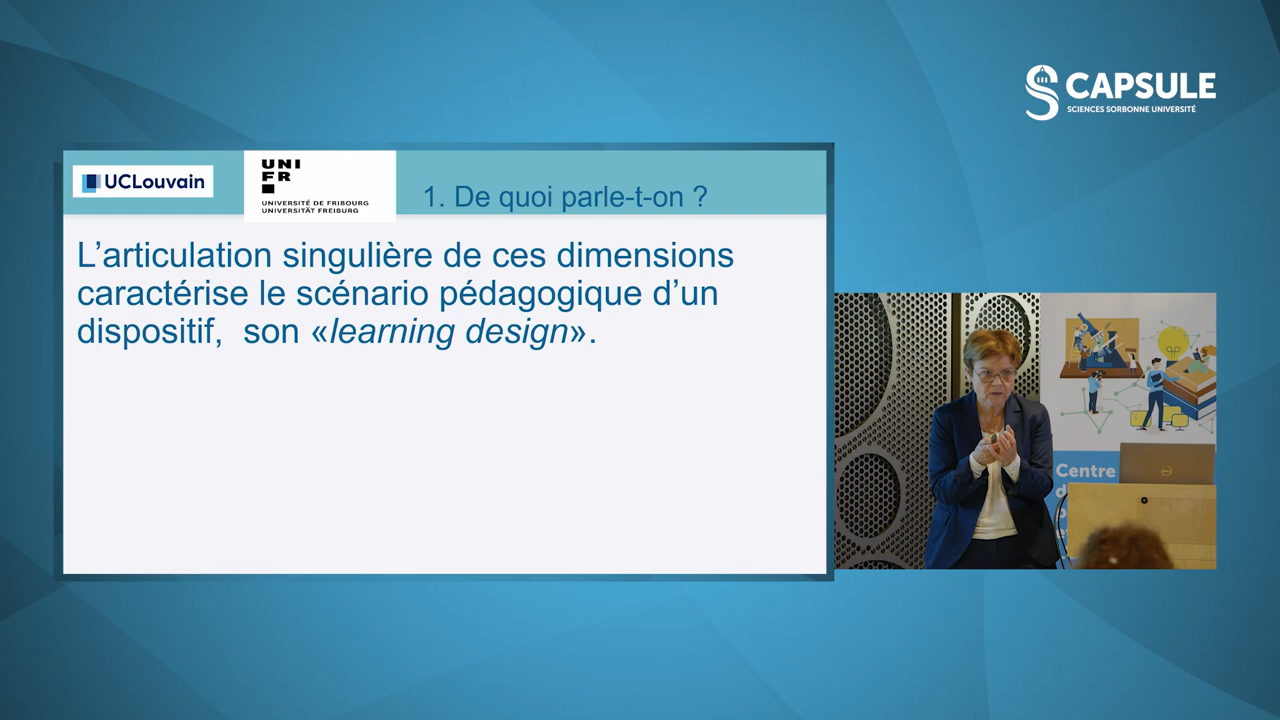 CAPSULE
SCIENCES SORBONNE UNIVERSITÉ
UCLouvain
UNI
FR
UNIVERSITÉ DE FRIBOURG
UNIVERSITÄT FREIBURG
1. De quoi parle-t-on ?
L’articulation singulière de ces dimensions
caractérise le scénario pédagogique d’un
dispositif,  son «learning design».
Centre